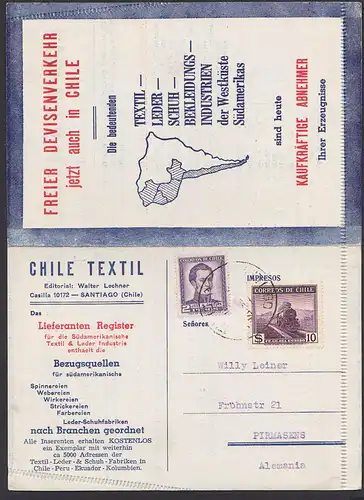 FREIER DEVISENVERKEHR
jetzt auch in CHILE
Die bedeutenden
TEXTIL —
LEDER —
SCHUH —
BEKLEIDUNGS —
INDUSTRIEN
der Westküste
Südamerikas
sind heute
KAUFKRÄFTIGE ABNEHMER
Ihrer Erzeugnisse
CHILE TEXTIL
Editorial: Walter Lechner
Casilla 10172 — SANTIAGO (Chile)
Das
Lieferanten Register
für die Südamerikanische
Textil & Leder Industrie
enthaelt die
Bezugsquellen
für südamerikanische
Spinnereien
Webereien
Wirkereien
Strickereien
Farbereien
Leder-Schuhfabriken
nach Branchen geordnet
Alle Inserenten erhalten KOSTENLOS
ein Exemplar mit weiterhin
ca 5000 Adressen der
Textil-Leder-& Schuh-Fabriken in
Chile-Peru-Ekuador-Kolumbien.
IMPRESOS
CORREOS DE CHILE
$ 10
Señores
Willy Leiner
Fröhnstr 21
PIRMASENS
Alemania